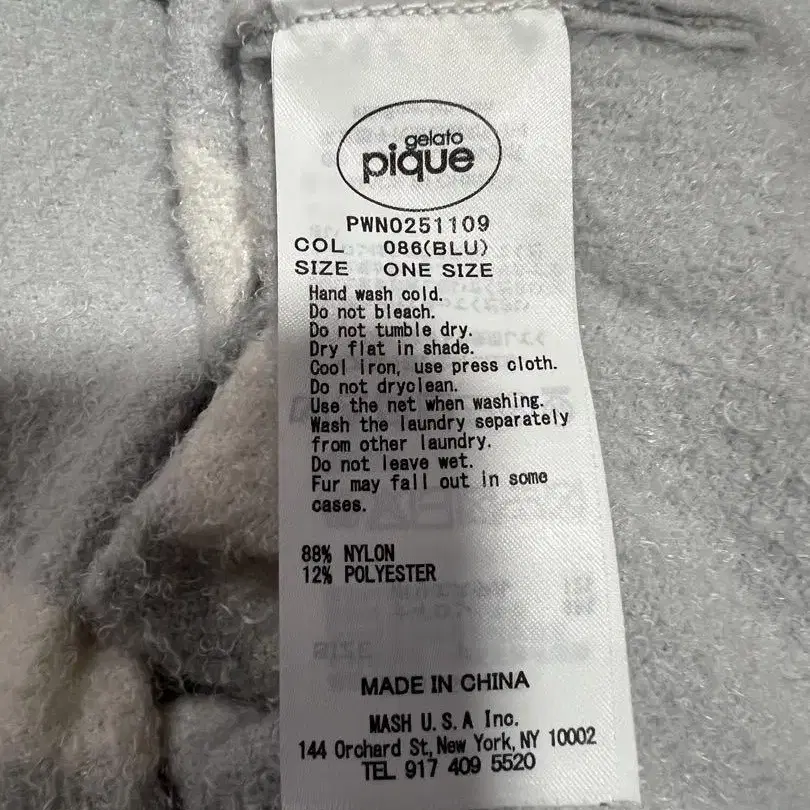 gelato
pique
PWNO251109
COL 086(BLU)
SIZE ONE SIZE
Hand wash cold.
Do not bleach.
Do not tumble dry.
Dry flat in shade.
Cool iron, use press cloth.
Do not dryclean.
Use the net when washing.
Wash the laundry separately
from other laundry.
Do not leave wet.
Fur may fall out in some
cases.
88% NYLON
12% POLYESTER
MADE IN CHINA
MASH U.S.A Inc.
144 Orchard St, New York, NY 10002
TEL 917 409 5520